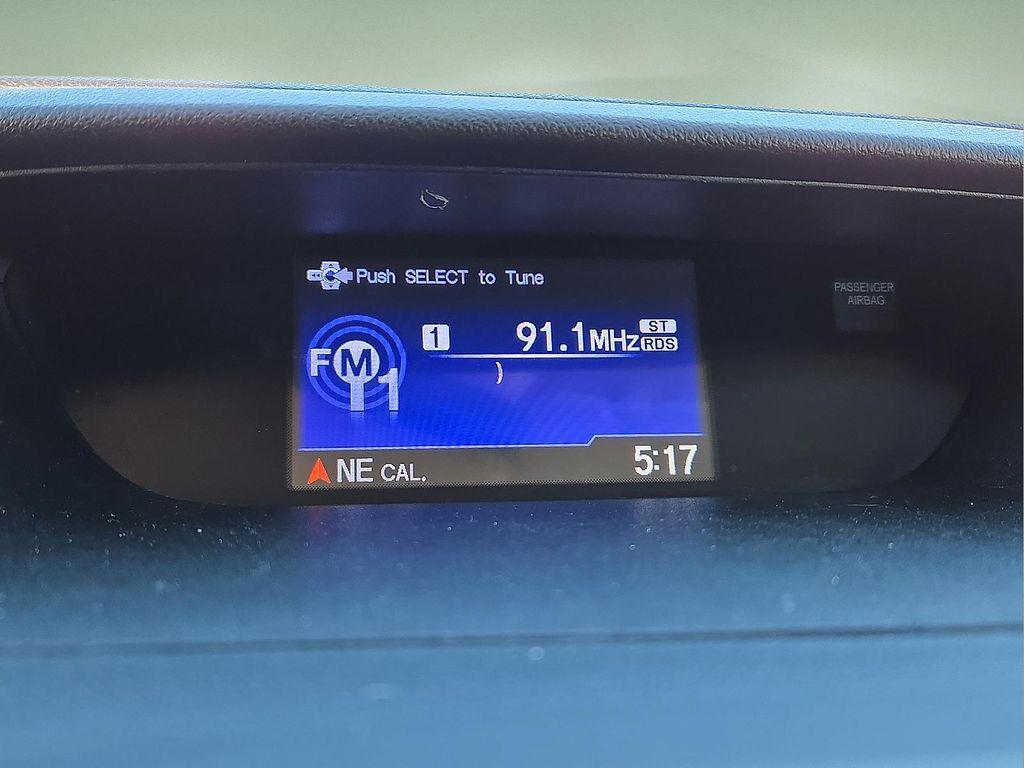 Push SELECT to Tune
1 91.1MHz ST
RDS
FM
1
NE CAL. 5:17
PASSENGER
AIRBAG